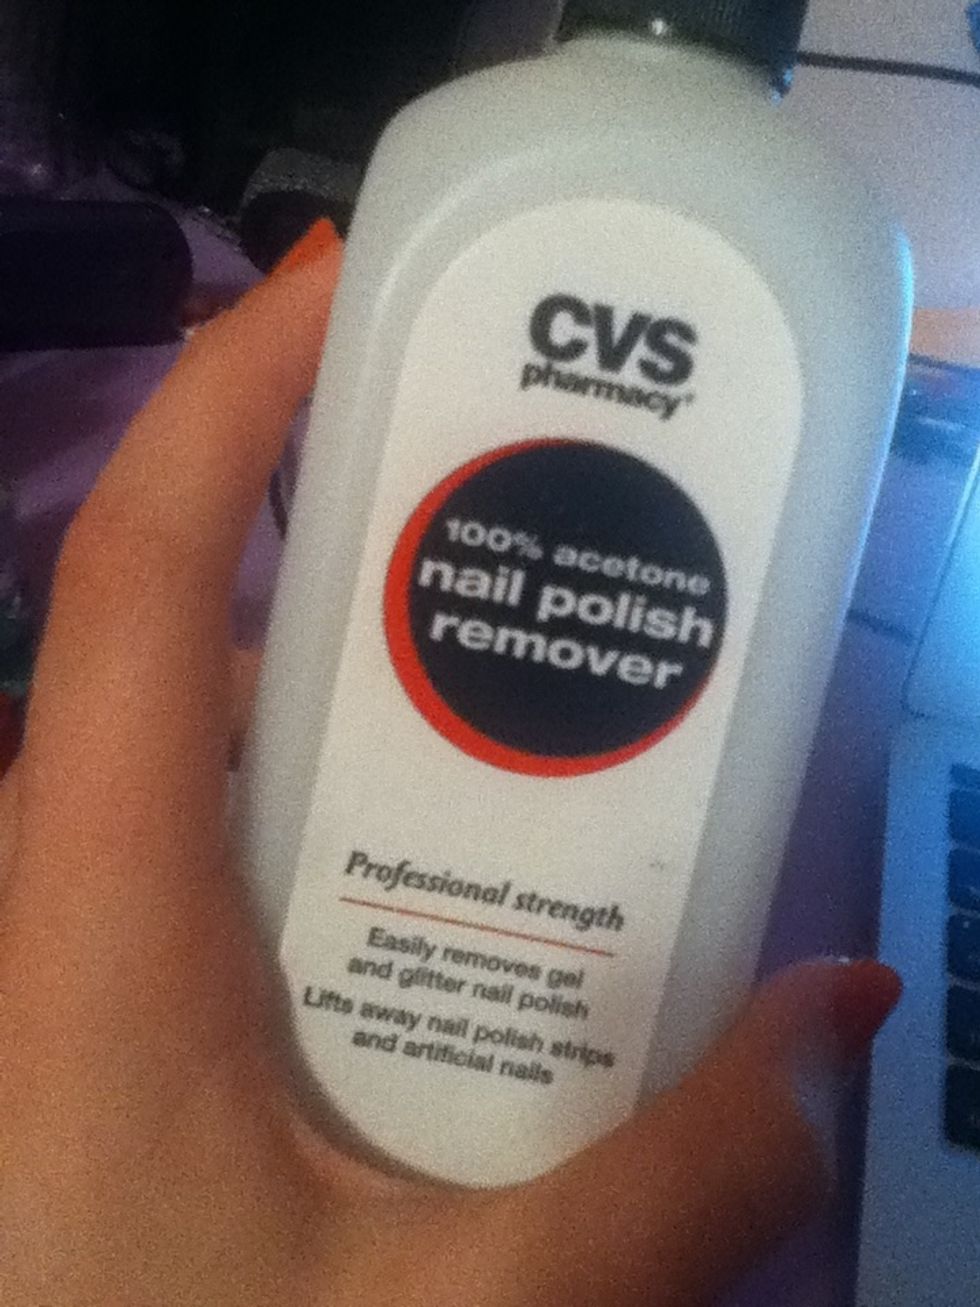 CVS
pharmacy®
100% acetone
nail polish
remover
Professional strength
Easily removes gel
and glitter nail polish
Lifts away nail polish strips
and artificial nails